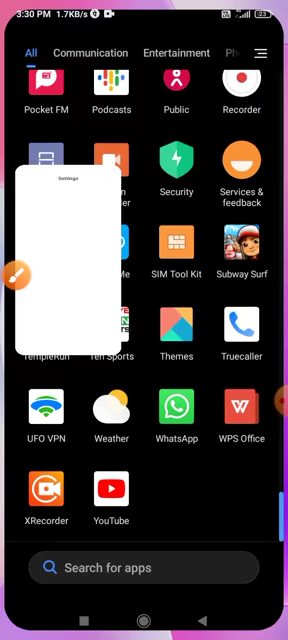 3:30 PM 1.7KB/s 23
All Communication Entertainment
Pocket FM Podcasts Public Recorder
Security Services &
feedback
Settings
SIM Tool Kit Subway Surf
TempleRun Ten Sports Themes Truecaller
UFO VPN Weather WhatsApp WPS Office
XRecorder YouTube
Search for apps